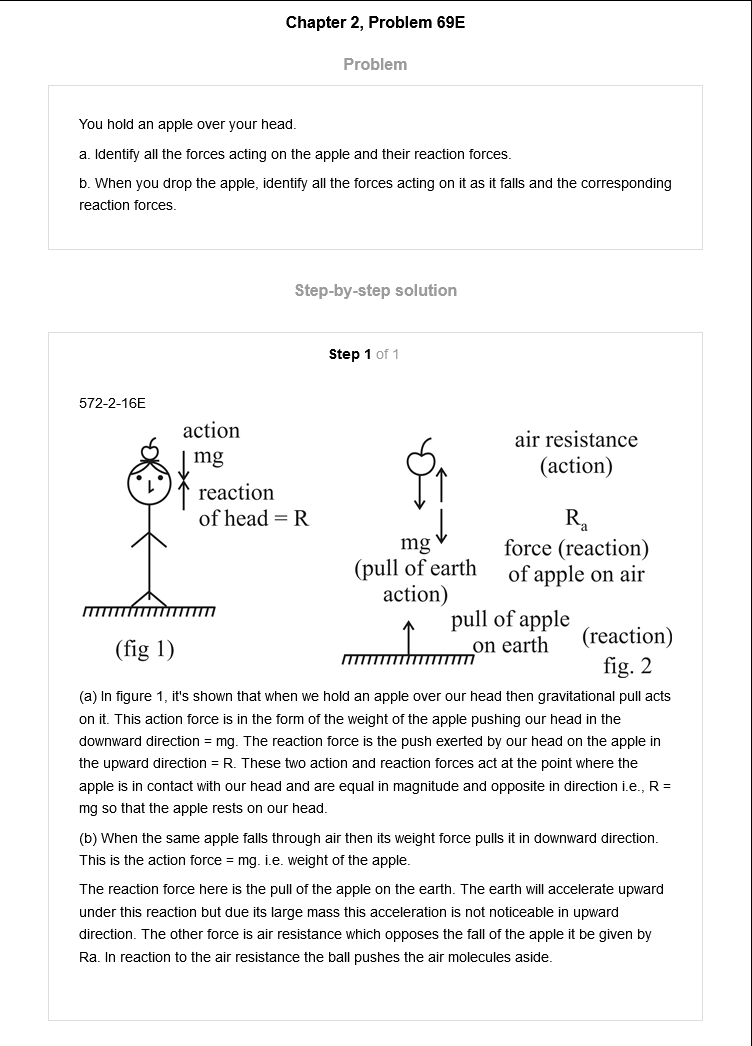 Chapter 2, Problem 69E
Problem
You hold an apple over your head.
a. Identify all the forces acting on the apple and their reaction forces.
b. When you drop the apple, identify all the forces acting on it as it falls and the corresponding
reaction forces.
Step-by-step solution
Step 1 of 1
572-2-16E
action
mg
reaction
of head = R
(fig 1)
mg
(pull of earth
action)
air resistance
(action)
Ra
force (reaction)
of apple on air
pull of apple
on earth
(reaction)
fig. 2
(a) In figure 1, it's shown that when we hold an apple over our head then gravitational pull acts
on it. This action force is in the form of the weight of the apple pushing our head in the
downward direction = mg. The reaction force is the push exerted by our head on the apple in
the upward direction = R. These two action and reaction forces act at the point where the
apple is in contact with our head and are equal in magnitude and opposite in direction i.e., R =
mg so that the apple rests on our head.
(b) When the same apple falls through air then its weight force pulls it in downward direction.
This is the action force = mg. i.e. weight of the apple.
The reaction force here is the pull of the apple on the earth. The earth will accelerate upward
under this reaction but due its large mass this acceleration is not noticeable in upward
direction. The other force is air resistance which opposes the fall of the apple it be given by
Ra. In reaction to the air resistance the ball pushes the air molecules aside.